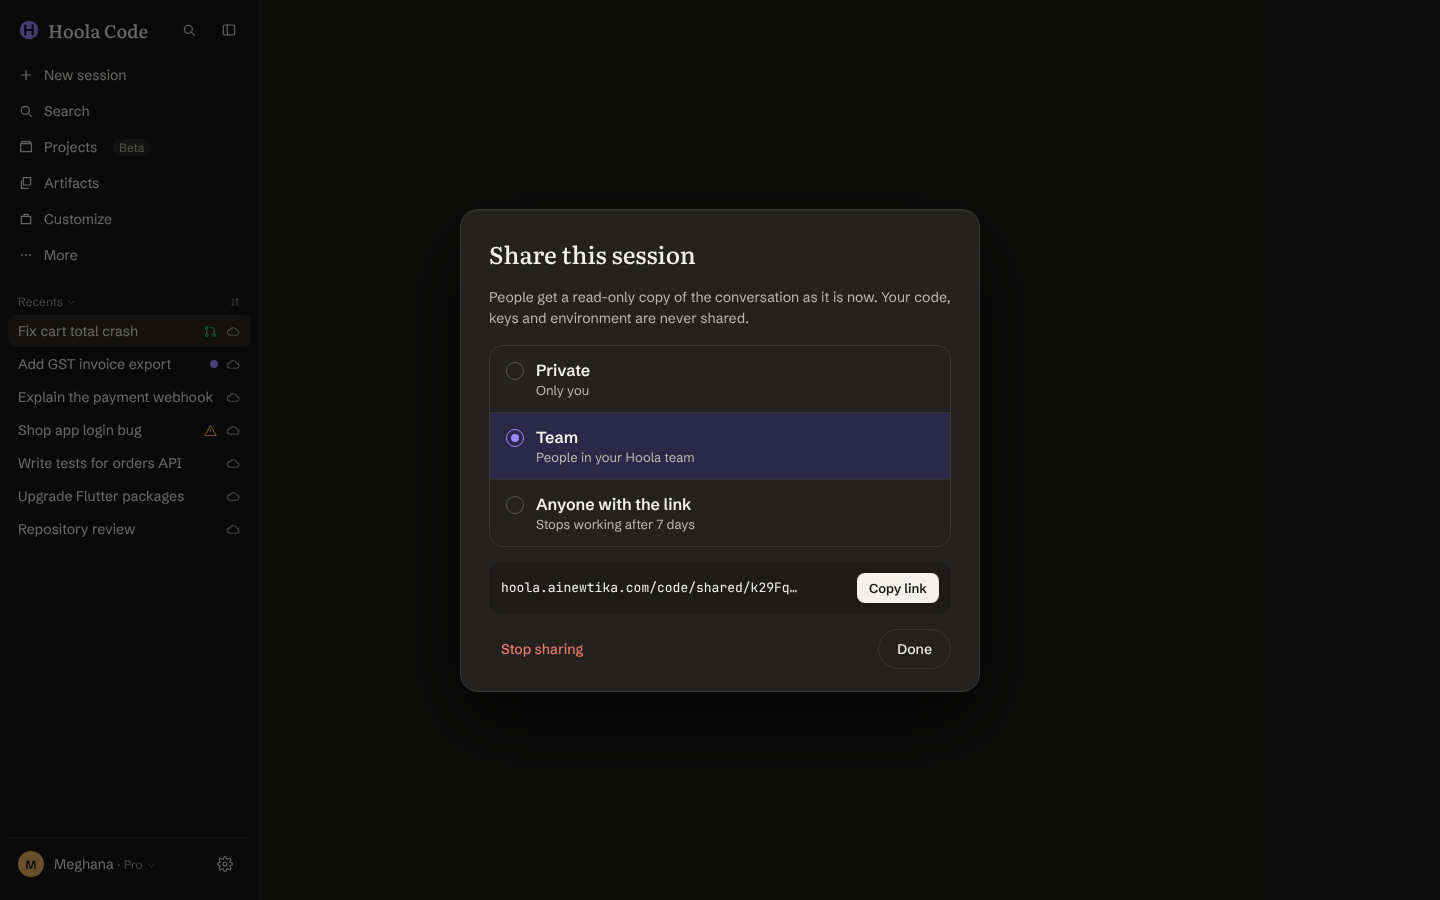 H Hoola Code
New session
Search
Projects Beta
Artifacts
Customize
More
Recents
Fix cart total crash
Add GST invoice export
Explain the payment webhook
Shop app login bug
Write tests for orders API
Upgrade Flutter packages
Repository review
M Meghana · Pro
Share this session
People get a read-only copy of the conversation as it is now. Your code,
keys and environment are never shared.
Private
Only you
Team
People in your Hoola team
Anyone with the link
Stops working after 7 days
hoola.ainewtika.com/code/shared/k29Fq… Copy link
Stop sharing Done